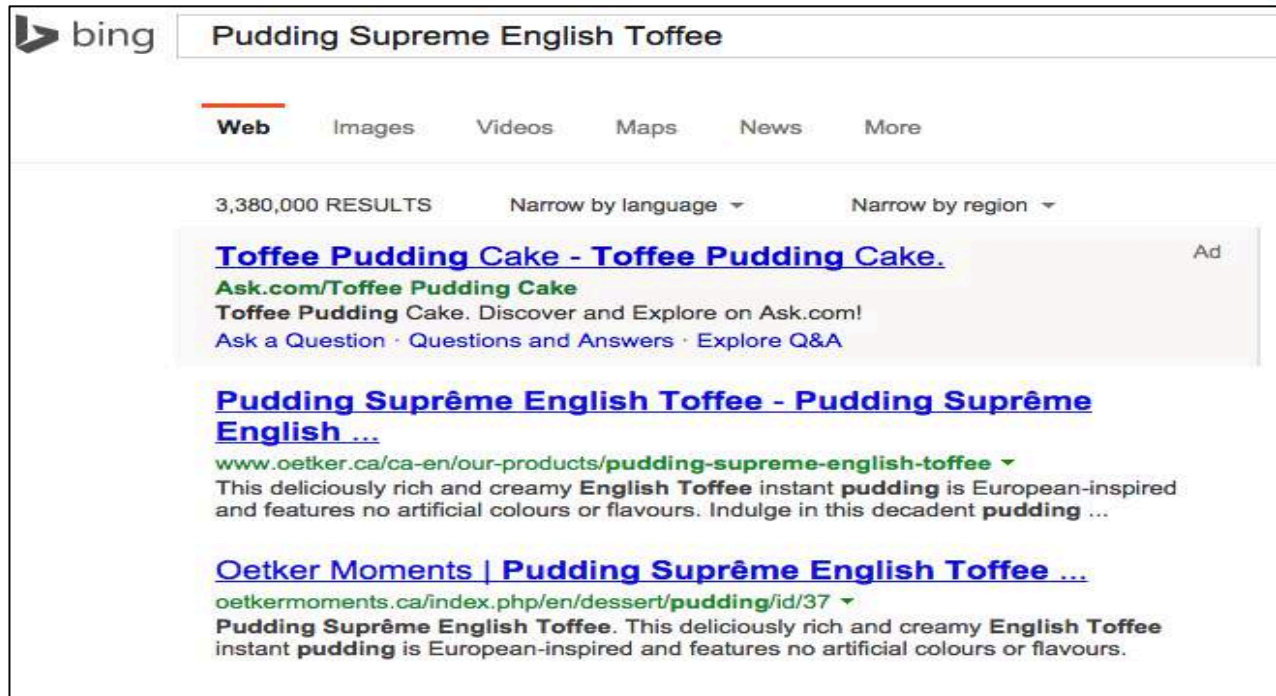 bing
Pudding Supreme English Toffee
Web Images Videos Maps News More
3,380,000 RESULTS Narrow by language Narrow by region
Toffee Pudding Cake - Toffee Pudding Cake. Ad
Ask.com/Toffee Pudding Cake
Toffee Pudding Cake. Discover and Explore on Ask.com!
Ask a Question · Questions and Answers · Explore Q&A
Pudding Suprême English Toffee - Pudding Suprême
English ...
www.oetker.ca/ca-en/our-products/pudding-supreme-english-toffee
This deliciously rich and creamy English Toffee instant pudding is European-inspired
and features no artificial colours or flavours. Indulge in this decadent pudding ...
Oetker Moments | Pudding Suprême English Toffee ...
oetkermoments.ca/index.php/en/dessert/pudding/id/37
Pudding Suprême English Toffee. This deliciously rich and creamy English Toffee
instant pudding is European-inspired and features no artificial colours or flavours.